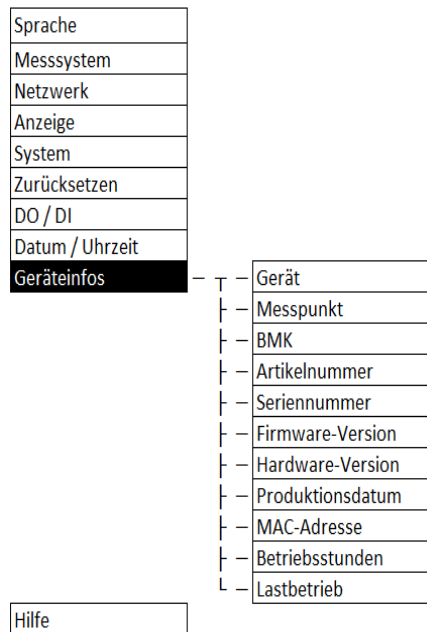 Sprache
Messsystem
Netzwerk
Anzeige
System
Zurücksetzen
DO / DI
Datum / Uhrzeit
Geräteinfos
Gerät
Messpunkt
BMK
Artikelnummer
Seriennummer
Firmware-Version
Hardware-Version
Produktionsdatum
MAC-Adresse
Betriebsstunden
Lastbetrieb
Hilfe